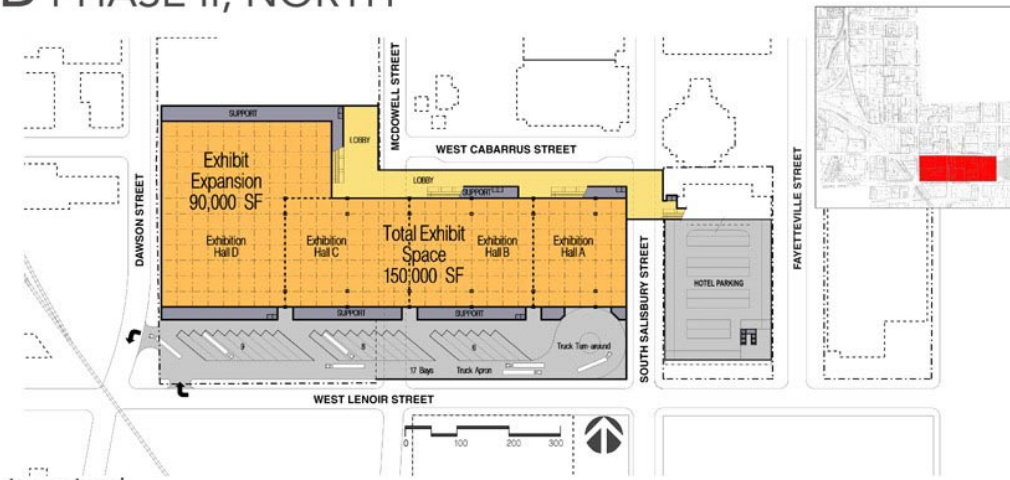 PHASE II, NORTH
MCDOWELL STREET
SUPPORT
LOBBY
WEST CABARRUS STREET
Exhibit
Expansion
90,000 SF
LOBBY
SUPPORT
DAWSON STREET
FAYETTEVILLE STREET
Exhibition
Hall D
Exhibition
Hall C
Total Exhibit
Space
150,000 SF
Exhibition
Hall B
Exhibition
Hall A
SOUTH SALISBURY STREET
HOTEL PARKING
SUPPORT
SUPPORT
9
8
6
Truck Turn-around
17 Bays
Truck Apron
WEST LENOIR STREET
0 100 200 300